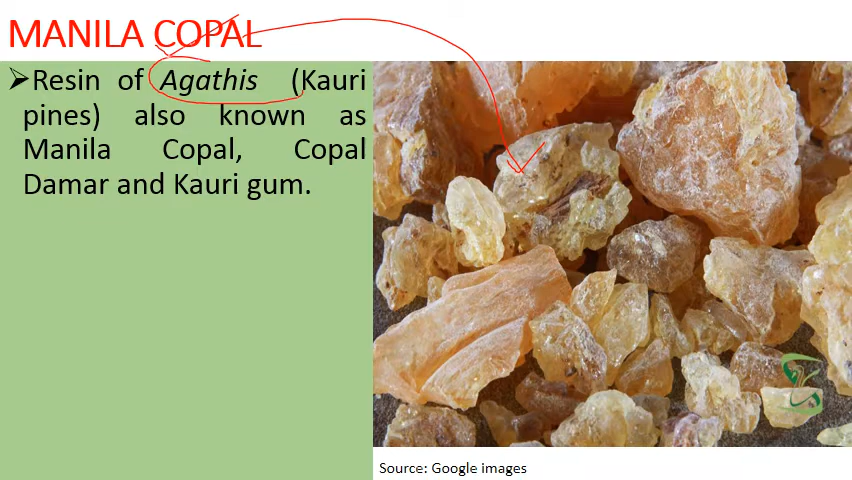 MANILA COPAL
➢Resin of Agathis (Kauri
pines) also known as
Manila Copal, Copal
Damar and Kauri gum.
Source: Google images